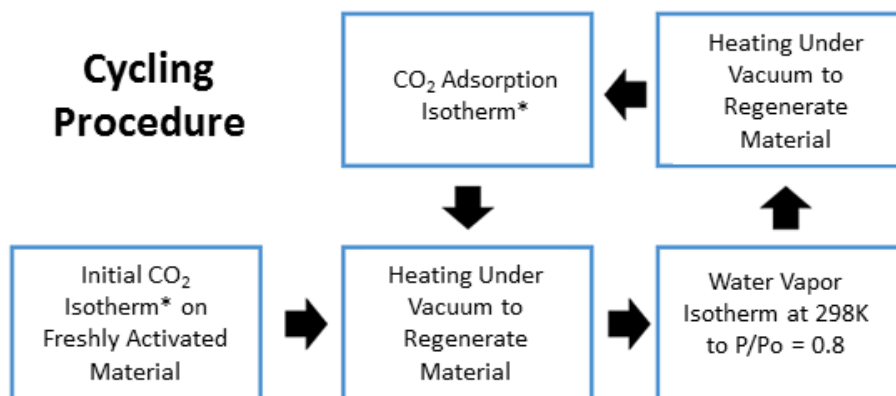 Cycling
Procedure
CO₂ Adsorption
Isotherm*
Heating Under
Vacuum to
Regenerate
Material
Initial CO₂
Isotherm* on
Freshly Activated
Material
Heating Under
Vacuum to
Regenerate
Material
Water Vapor
Isotherm at 298K
to P/Po = 0.8